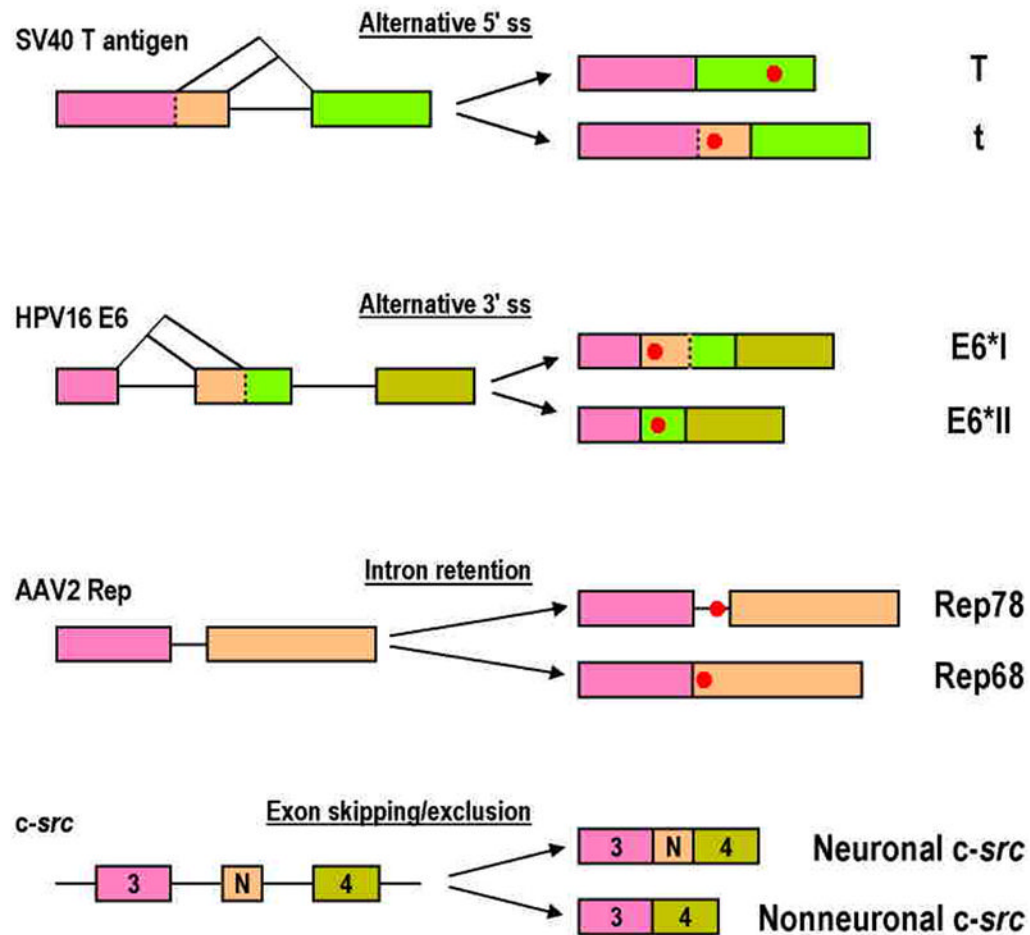 SV40 T antigen
Alternative 5' ss
T
t
HPV16 E6
Alternative 3' ss
E6*I
E6*II
AAV2 Rep
Intron retention
Rep78
Rep68
c-src
Exon skipping/exclusion
3 N 4
3 N 4
Neuronal c-src
3 4
Nonneuronal c-src